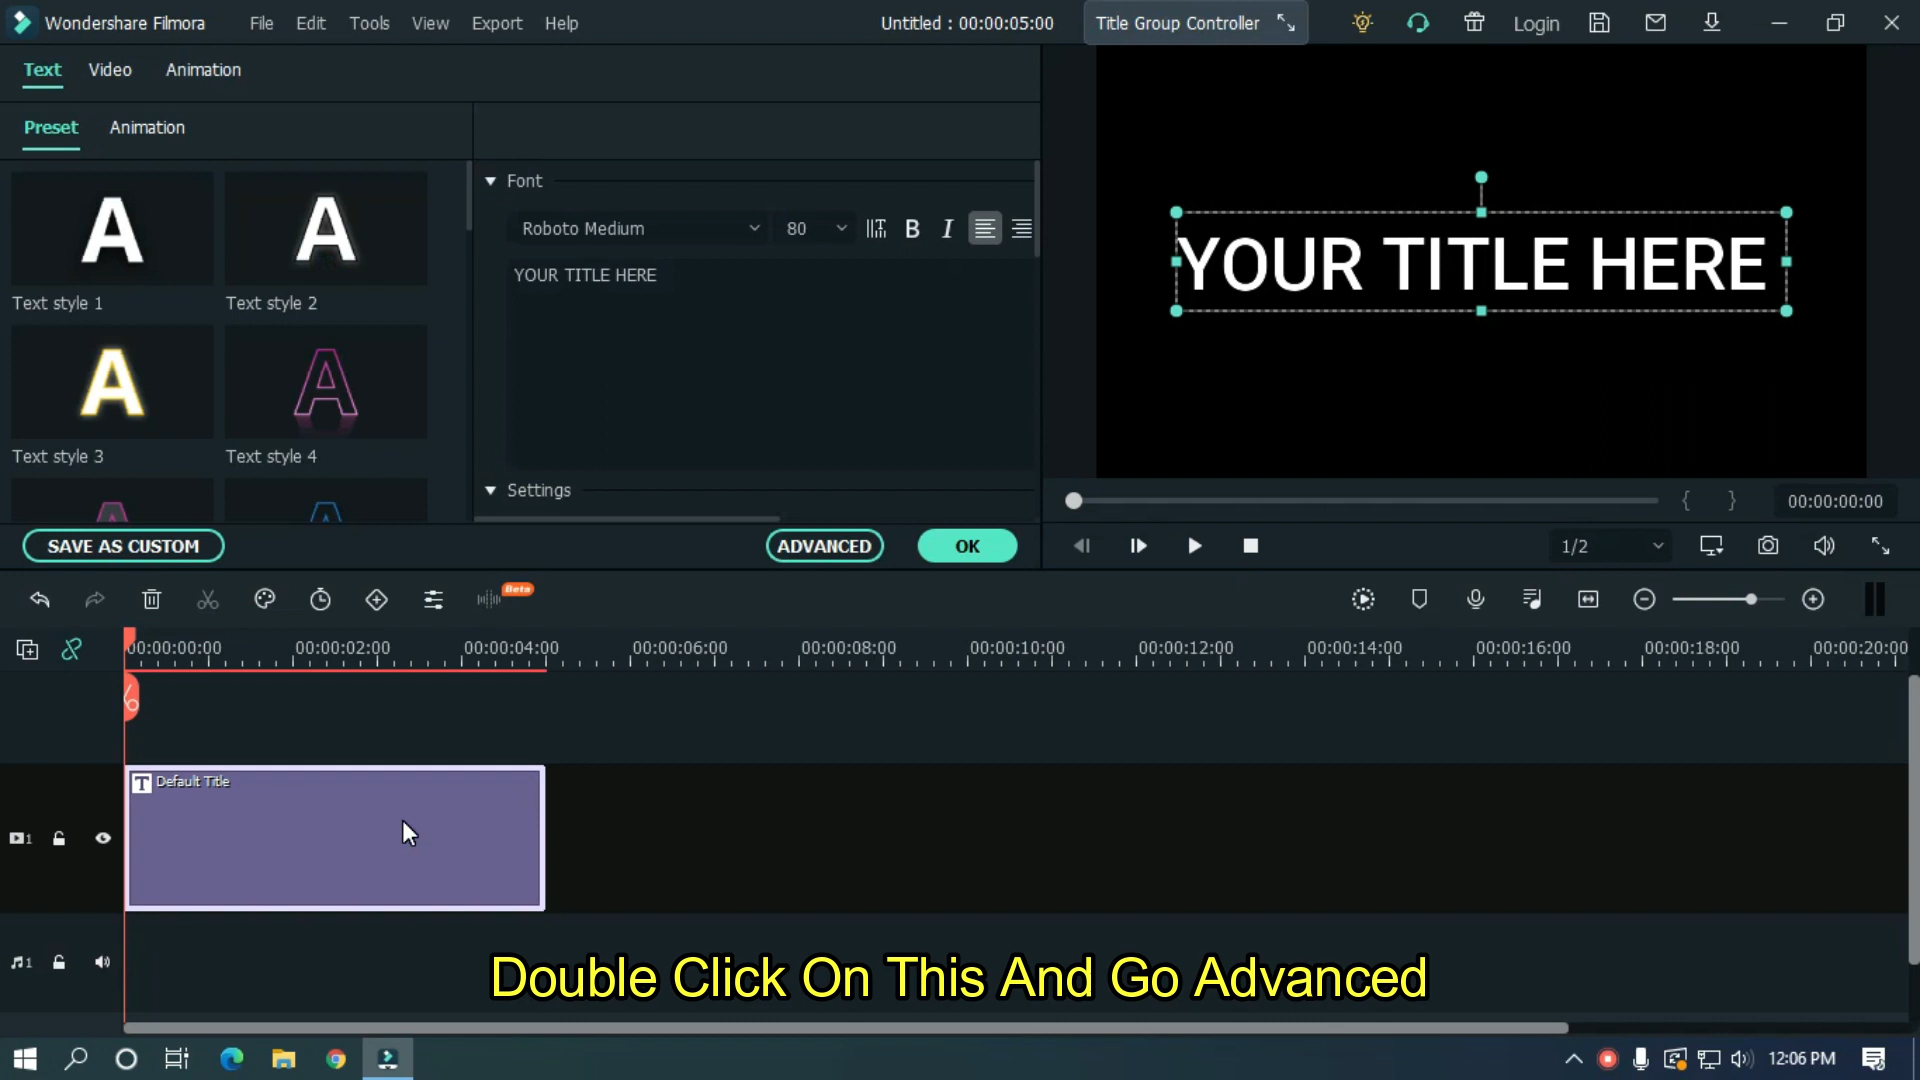 Wondershare Filmora File Edit Tools View Export Help Untitled : 00:00:05:00 Title Group Controller Login
Text Video Animation
Preset Animation
Font
Roboto Medium 80 B I
YOUR TITLE HERE
Text style 1 Text style 2
Text style 3 Text style 4
Settings
SAVE AS CUSTOM ADVANCED OK
YOUR TITLE HERE
{ } 00:00:00:00
1/2
Beta
00:00:00:00 00:00:02:00 00:00:04:00 00:00:06:00 00:00:08:00 00:00:10:00 00:00:12:00 00:00:14:00 00:00:16:00 00:00:18:00 00:00:20:00
T Default Title
1
1
Double Click On This And Go Advanced
12:06 PM